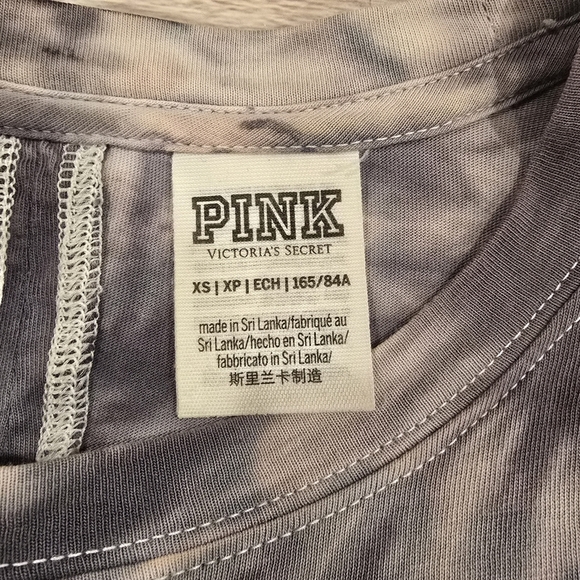 PINK
VICTORIA'S SECRET
XS | XP | ECH | 165/84A
made in Sri Lanka/fabriqué au
Sri Lanka/hecho en Sri Lanka/
fabbricato in Sri Lanka/
斯里兰卡制造